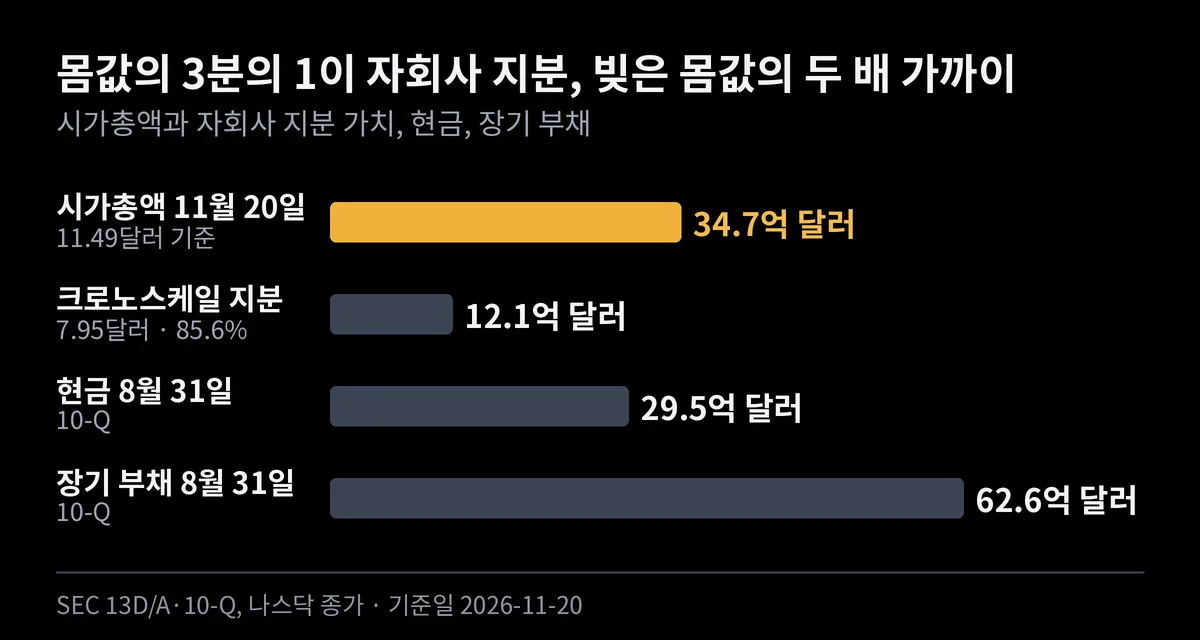 몸값의 3분의 1이 자회사 지분, 빚은 몸값의 두 배 가까이
시가총액과 자회사 지분 가치, 현금, 장기 부채
시가총액 11월 20일
11.49달러 기준
34.7억 달러
크로노스케일 지분
7.95달러 · 85.6%
12.1억 달러
현금 8월 31일
10-Q
29.5억 달러
장기 부채 8월 31일
10-Q
62.6억 달러
SEC 13D/A·10-Q, 나스닥 종가 · 기준일 2026-11-20